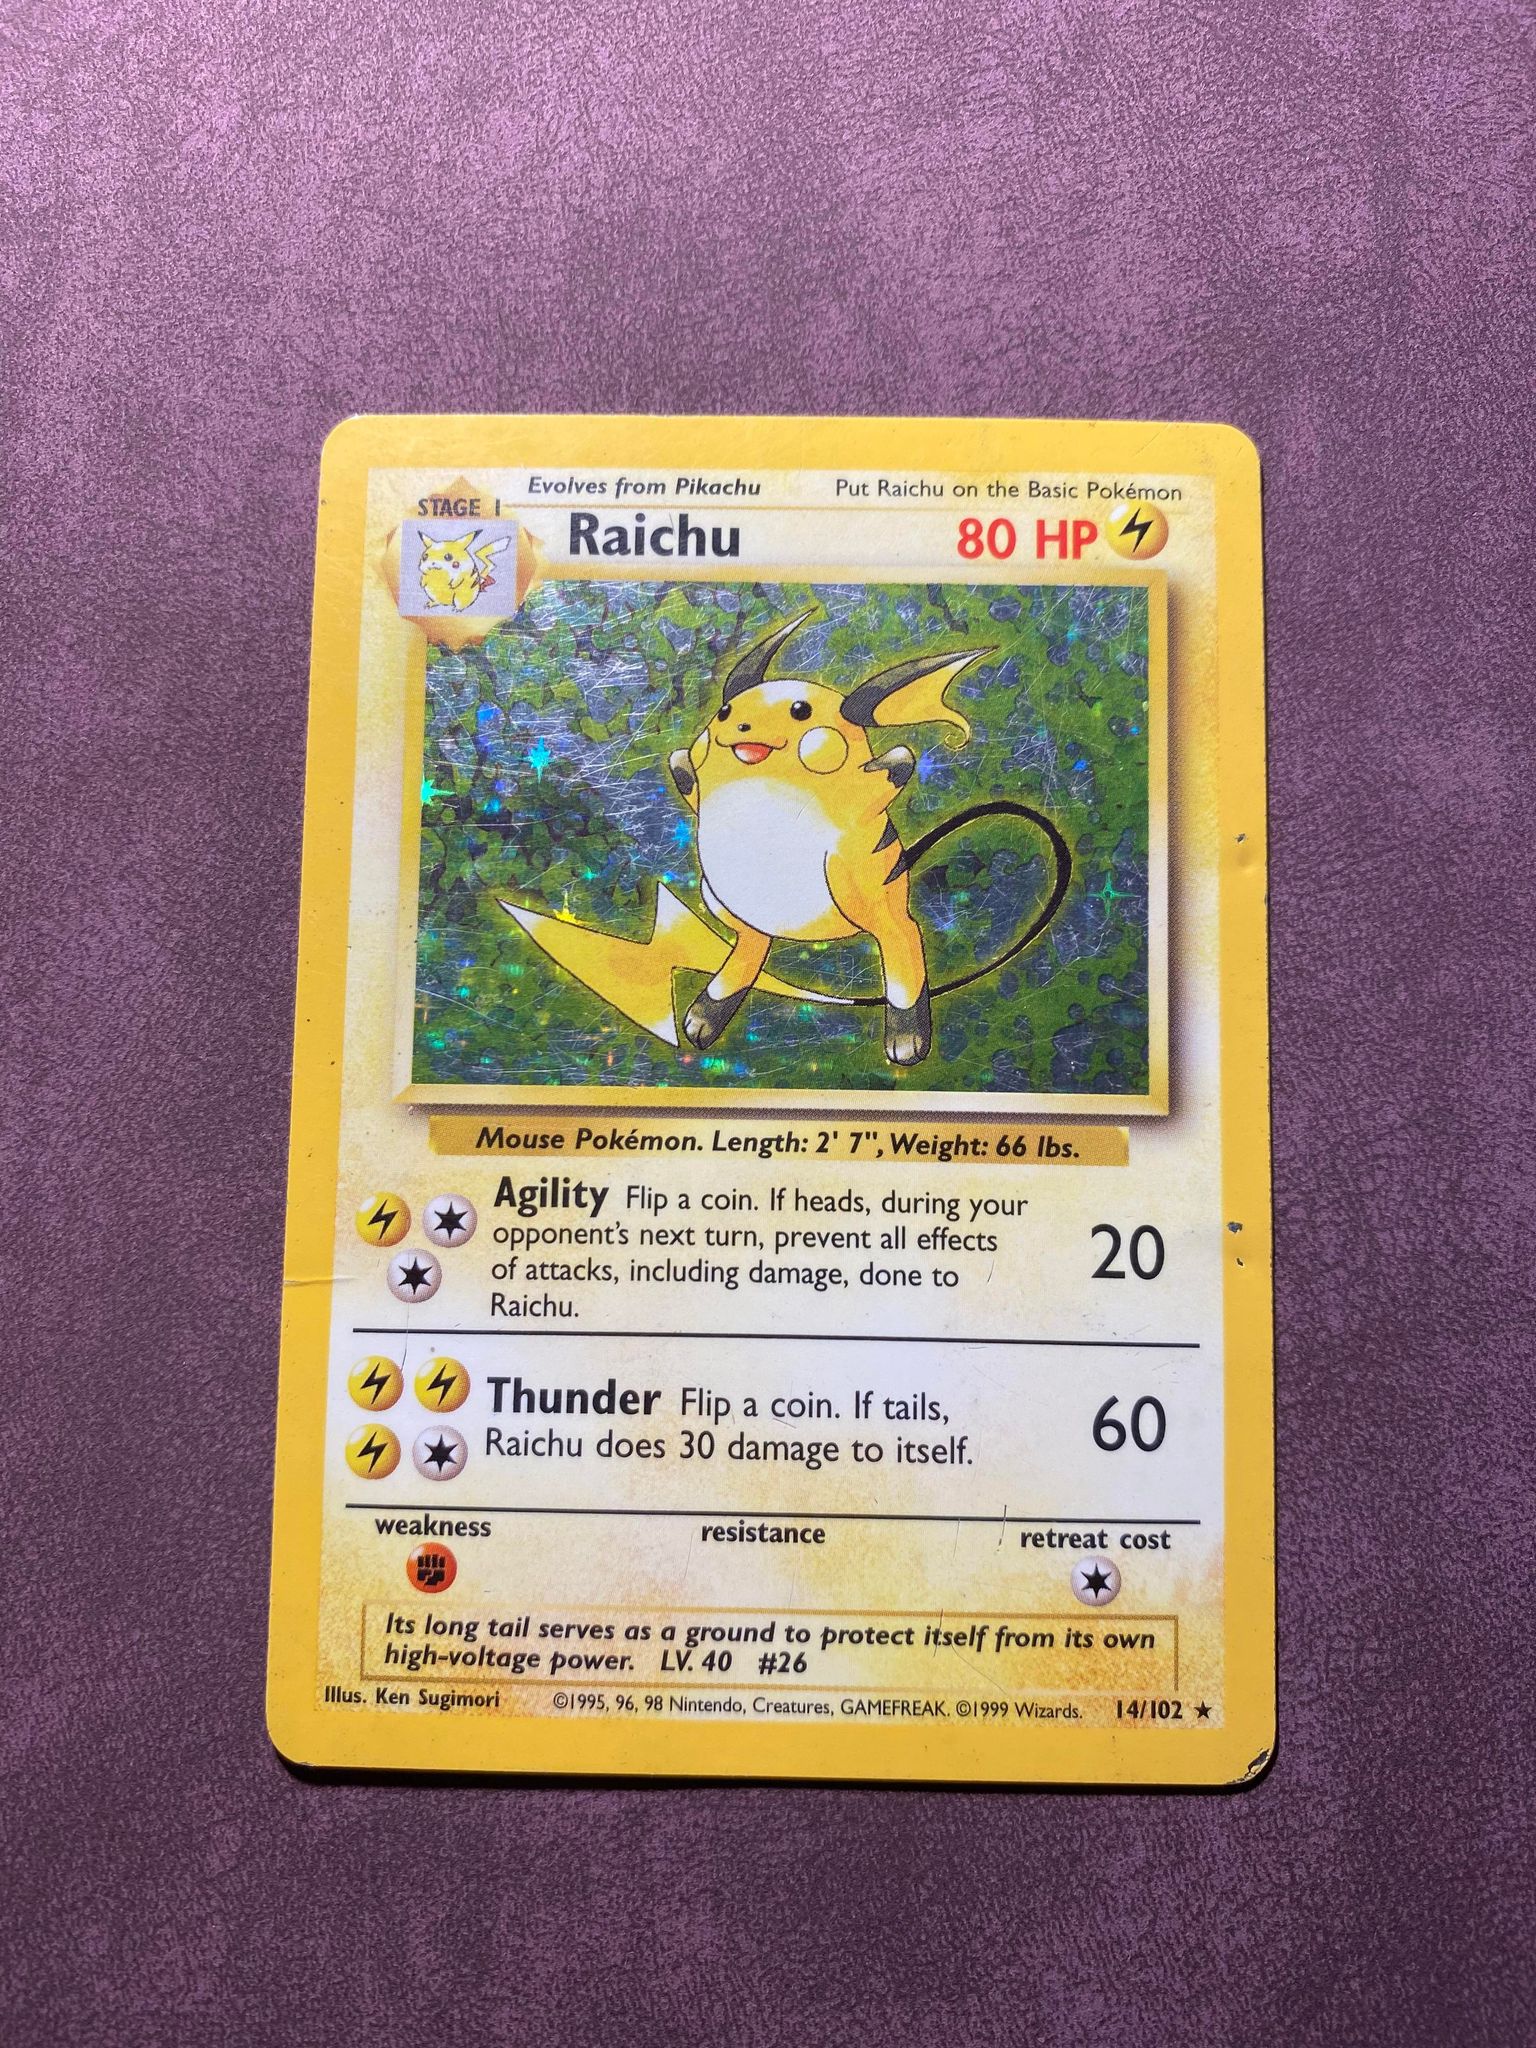 Evolves from Pikachu Put Raichu on the Basic Pokémon
STAGE 1
Raichu 80 HP
Mouse Pokémon. Length: 2' 7", Weight: 66 lbs.
Agility Flip a coin. If heads, during your
opponent's next turn, prevent all effects
of attacks, including damage, done to
Raichu.
20
Thunder Flip a coin. If tails,
Raichu does 30 damage to itself.
60
weakness resistance retreat cost
Its long tail serves as a ground to protect itself from its own
high-voltage power. LV. 40 #26
Illus. Ken Sugimori ©1995, 96, 98 Nintendo, Creatures, GAMEFREAK. ©1999 Wizards. 14/102 ★